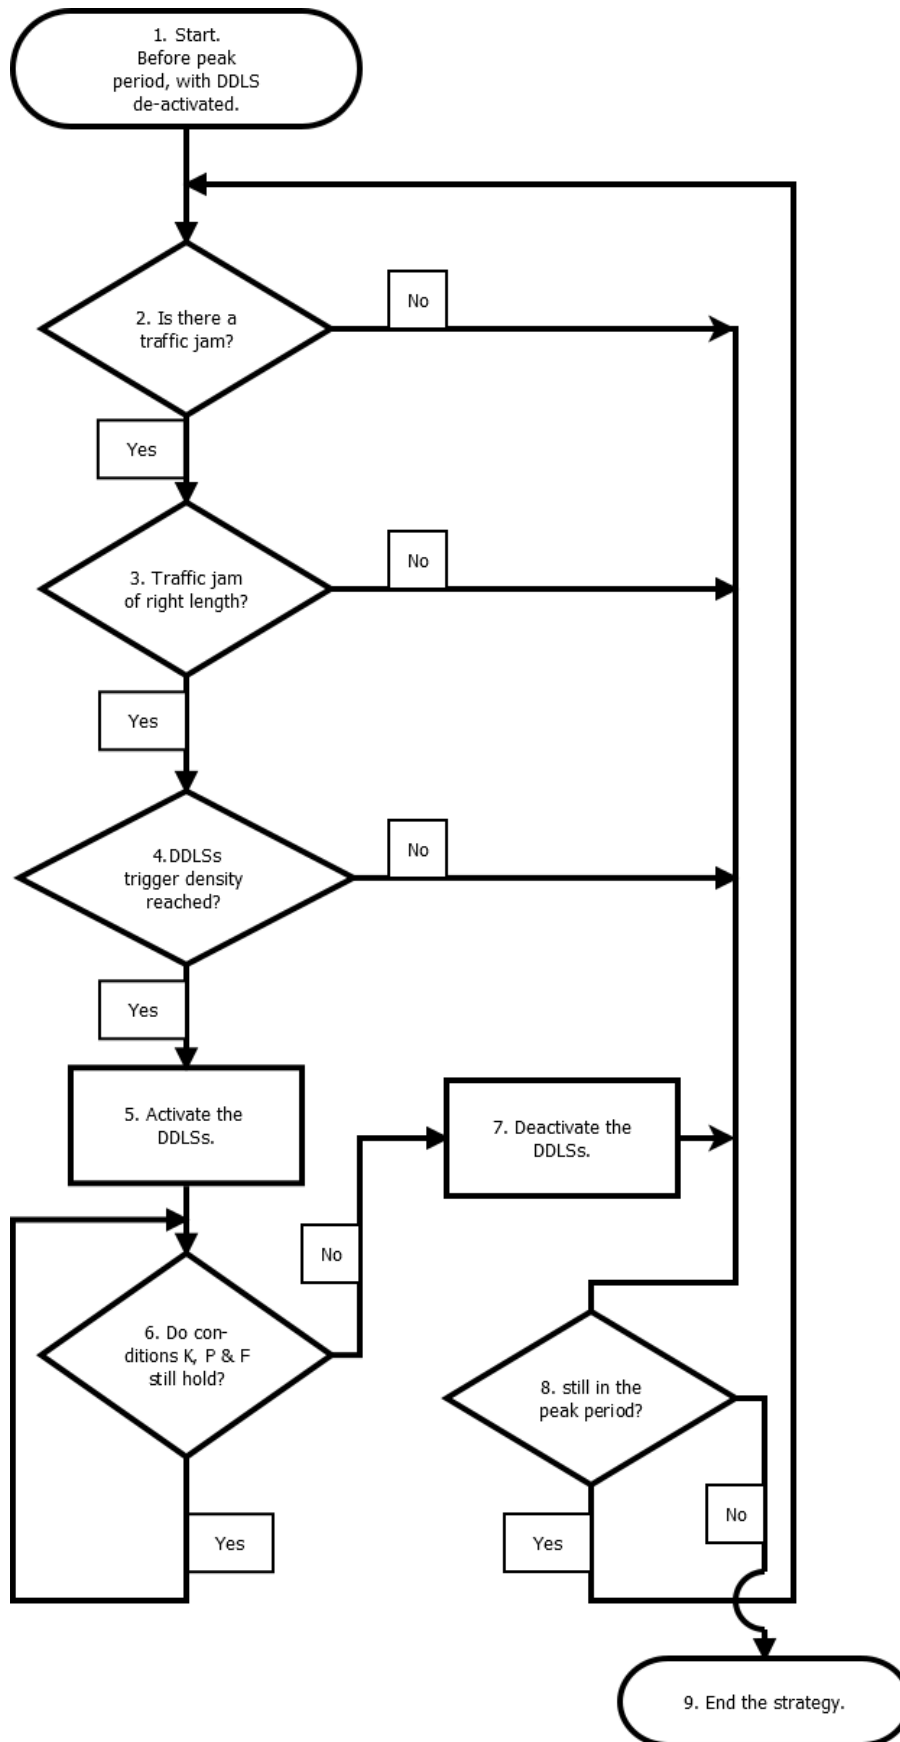 1. Start.
Before peak
period, with DDLS
de-activated.
No
2. Is there a
traffic jam?
Yes
No
3. Traffic jam
of right length?
Yes
No
4.DDLSs
trigger density
reached?
Yes
5. Activate the
DDLSs.
7. Deactivate the
DDLSs.
No
6. Do con-
ditions K, P & F
still hold?
8. still in the
peak period?
No
Yes
Yes
9. End the strategy.